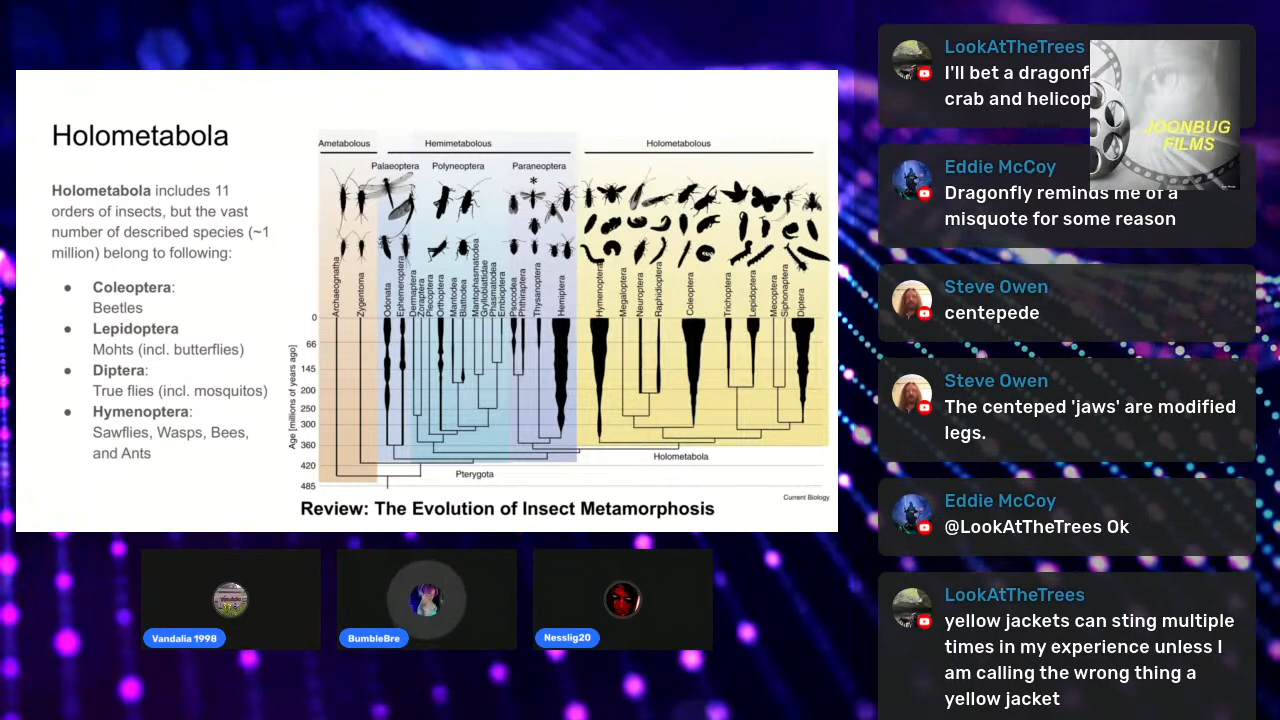 Holometabola
Holometabola includes 11
orders of insects, but the vast
number of described species (~1
million) belong to following:
● Coleoptera:
Beetles
● Lepidoptera
Mohts (incl. butterflies)
● Diptera:
True flies (incl. mosquitos)
● Hymenoptera:
Sawflies, Wasps, Bees,
and Ants
Ametabolous
Hemimetabolous
Holometabolous
Palaeoptera
Polyneoptera
Paraneoptera
*
Archaeognatha
Zygentoma
Odonata
Ephemeroptera
Dermaptera
Zoraptera
Plecoptera
Orthoptera
Mantodea
Blattodea
Mantophasmatodea
Grylloblattidae
Phasmatodea
Embioptera
Psocodea
Phthiraptera
Thysanoptera
Hemiptera
Hymenoptera
Megaloptera
Neuroptera
Raphidioptera
Coleoptera
Trichoptera
Lepidoptera
Mecoptera
Siphonaptera
Diptera
Age [millions of years ago]
0
66
145
200
250
300
360
420
485
Holometabola
Pterygota
Current Biology
Review: The Evolution of Insect Metamorphosis
Vandalia 1998
BumbleBre
Nesslig20
LookAtTheTrees
I'll bet a dragonf
crab and helicop
JOONBUG
FILMS
Eddie McCoy
Dragonfly reminds me of a
misquote for some reason
Steve Owen
centepede
Steve Owen
The centeped 'jaws' are modified
legs.
Eddie McCoy
@LookAtTheTrees Ok
LookAtTheTrees
yellow jackets can sting multiple
times in my experience unless I
am calling the wrong thing a
yellow jacket